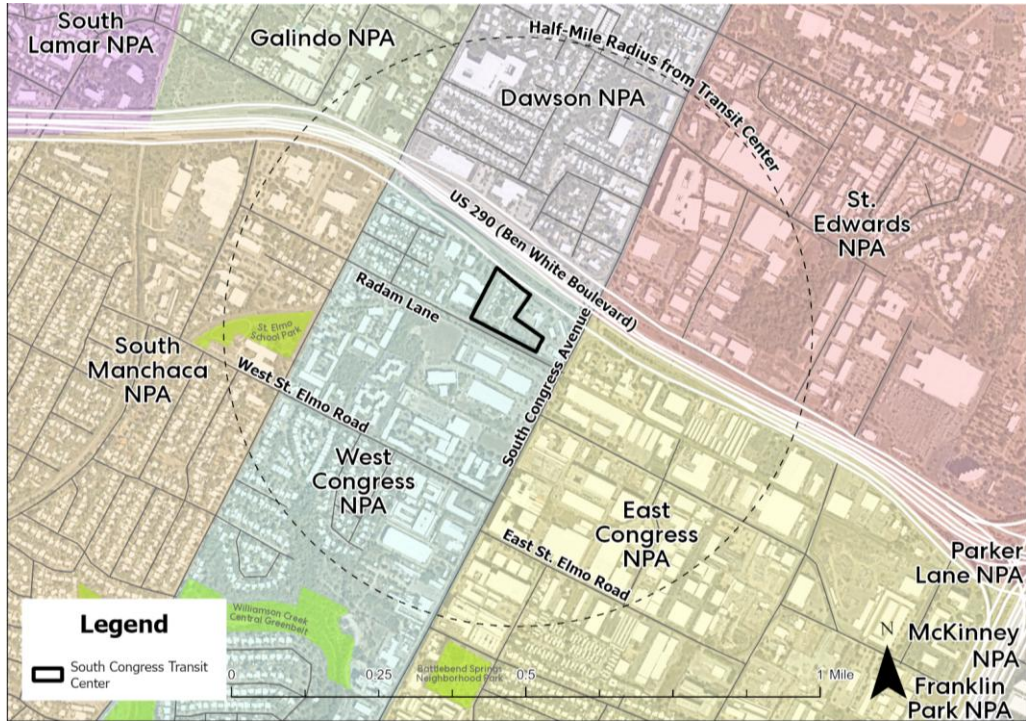 South
Lamar NPA
Galindo NPA
Half-Mile Radius from Transit Center
Dawson NPA
St.
Edwards
NPA
US 290 (Ben White Boulevard)
Radam Lane
St. Elmo
School Park
South
Manchaca
NPA
West St. Elmo Road
South Congress Avenue
West
Congress
NPA
East
Congress
NPA
East St. Elmo Road
Parker
Lane NPA
Williamson Creek
Central Greenbelt
Battlebend Springs
Neighborhood Park
N
McKinney
NPA
Franklin
Park NPA
Legend
South Congress Transit
Center
0
0.25
0.5
1 Mile